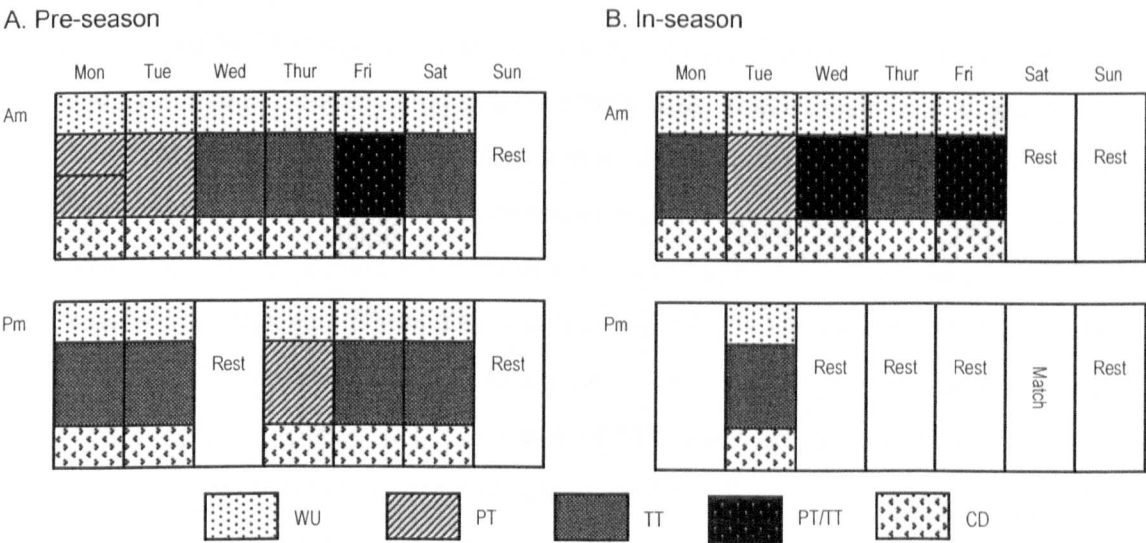 A. Pre-season
Mon Tue Wed Thur Fri Sat Sun
Am
Rest
Pm
Rest
Rest
B. In-season
Mon Tue Wed Thur Fri Sat Sun
Am
Rest Rest
Pm
Rest Rest Rest Match Rest
WU PT TT PT/TT CD